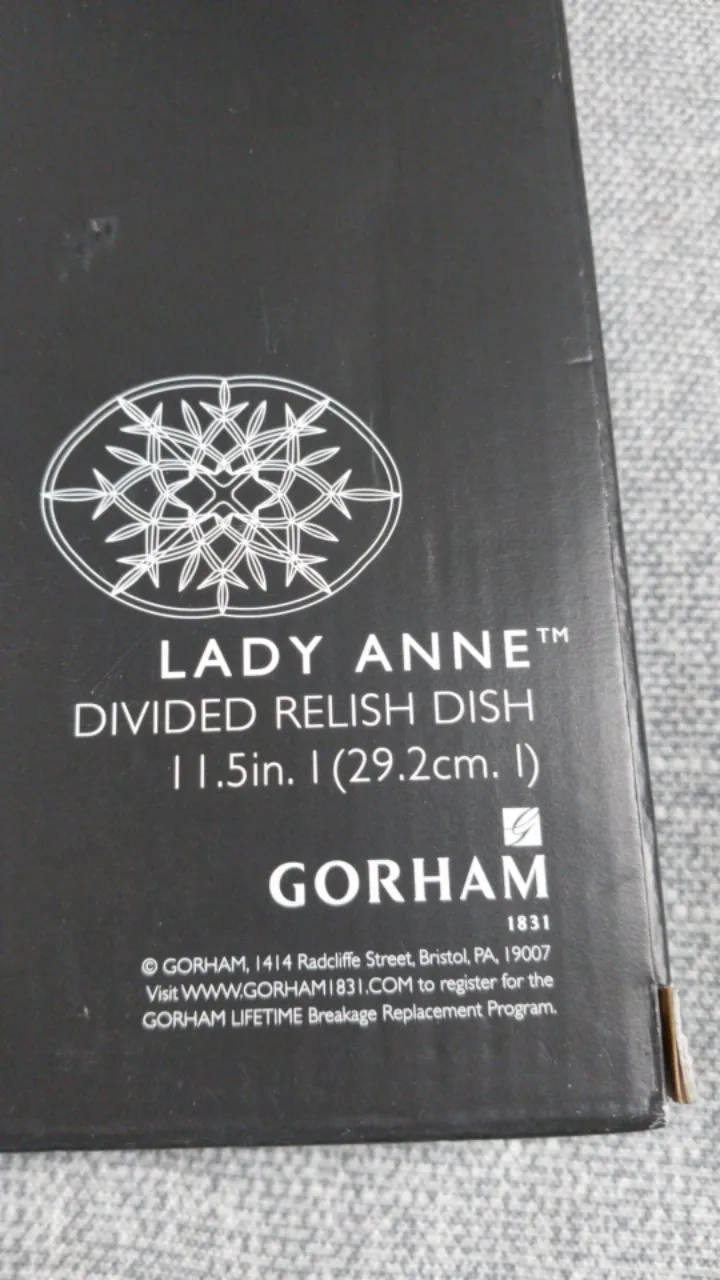 LADY ANNE™
DIVIDED RELISH DISH
11.5in. l (29.2cm. l)
G
GORHAM
1831
© GORHAM, 1414 Radcliffe Street, Bristol, PA, 19007
Visit WWW.GORHAM1831.COM to register for the
GORHAM LIFETIME Breakage Replacement Program.